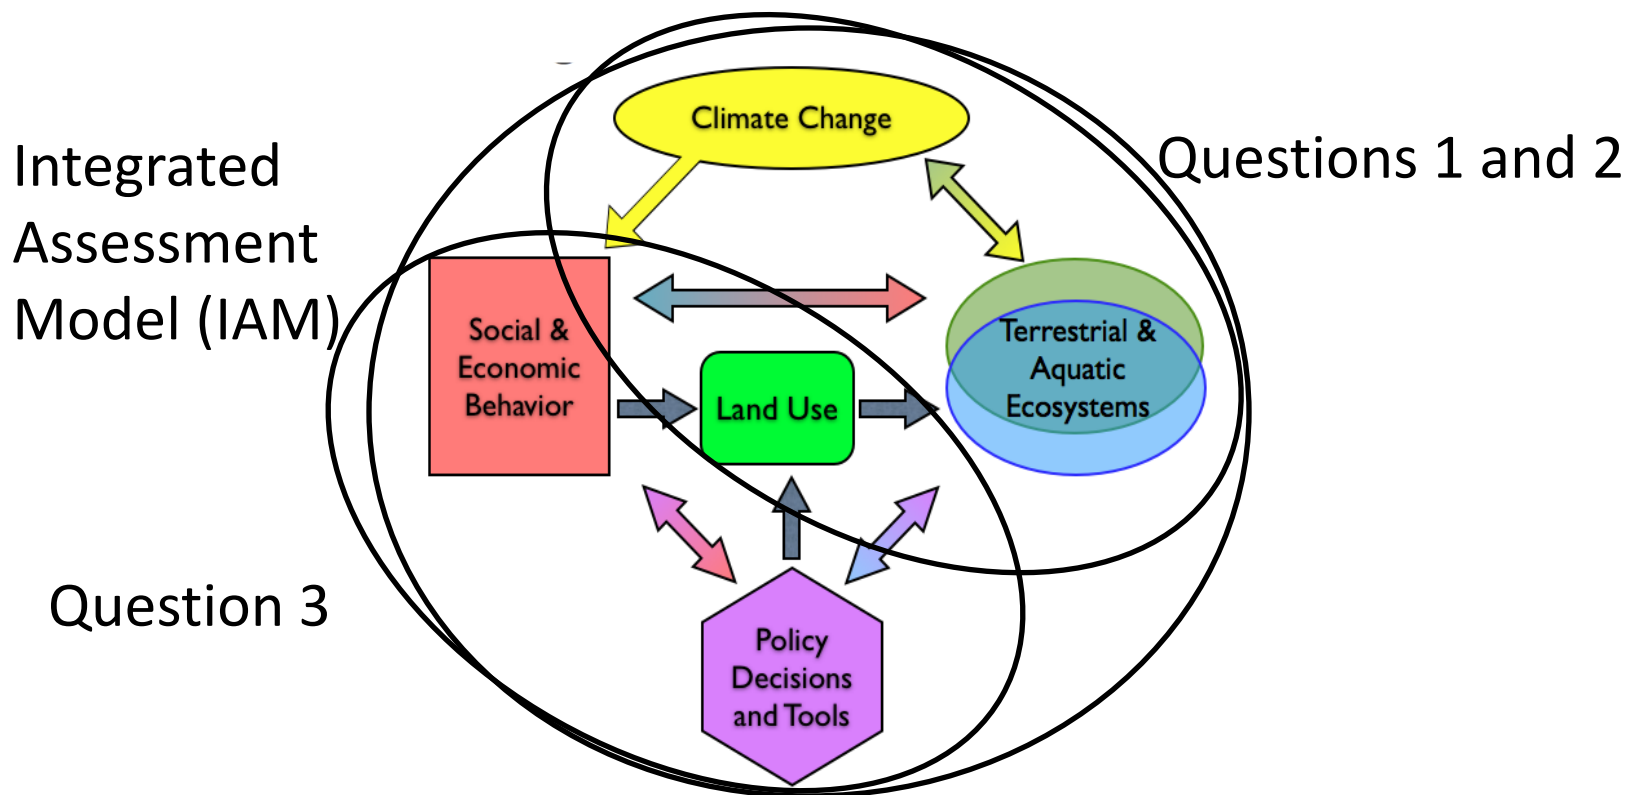 Climate Change
Questions 1 and 2
Integrated
Assessment
Model (IAM)
Social &
Economic
Behavior
Land Use
Terrestrial &
Aquatic
Ecosystems
Question 3
Policy
Decisions
and Tools